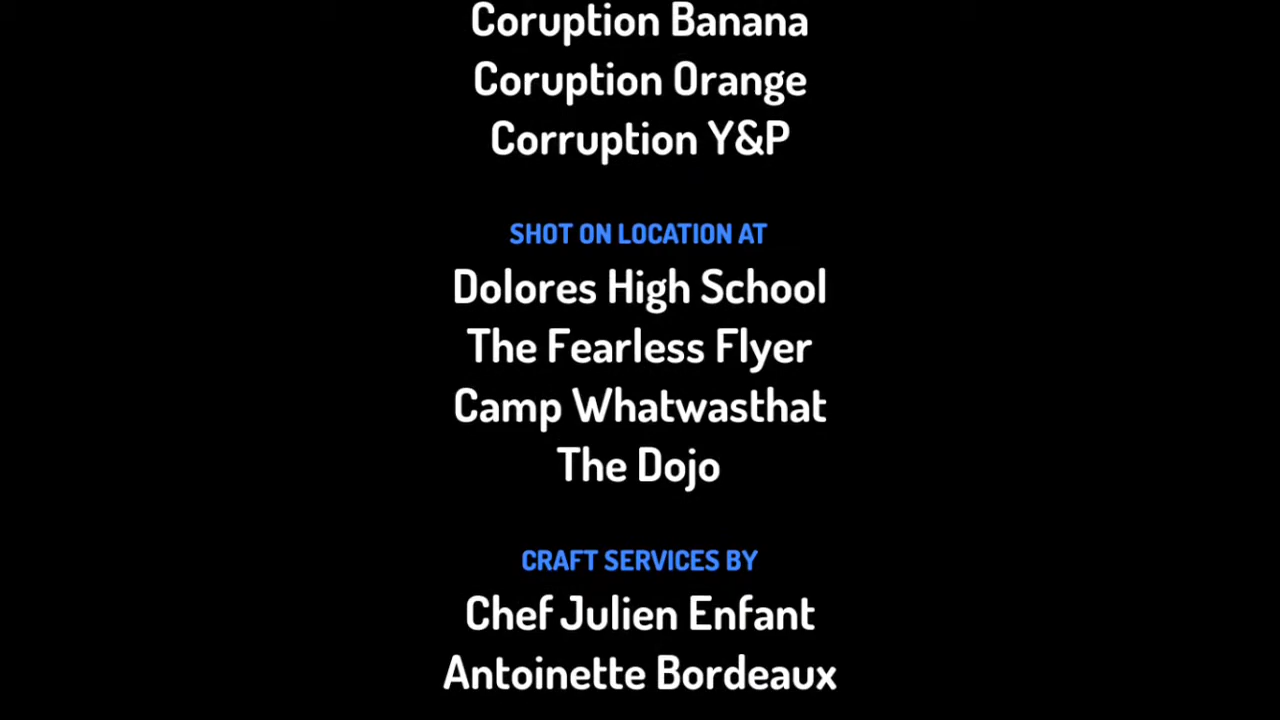 Coruption Banana
Coruption Orange
Corruption Y&P
SHOT ON LOCATION AT
Dolores High School
The Fearless Flyer
Camp Whatwasthat
The Dojo
CRAFT SERVICES BY
Chef Julien Enfant
Antoinette Bordeaux